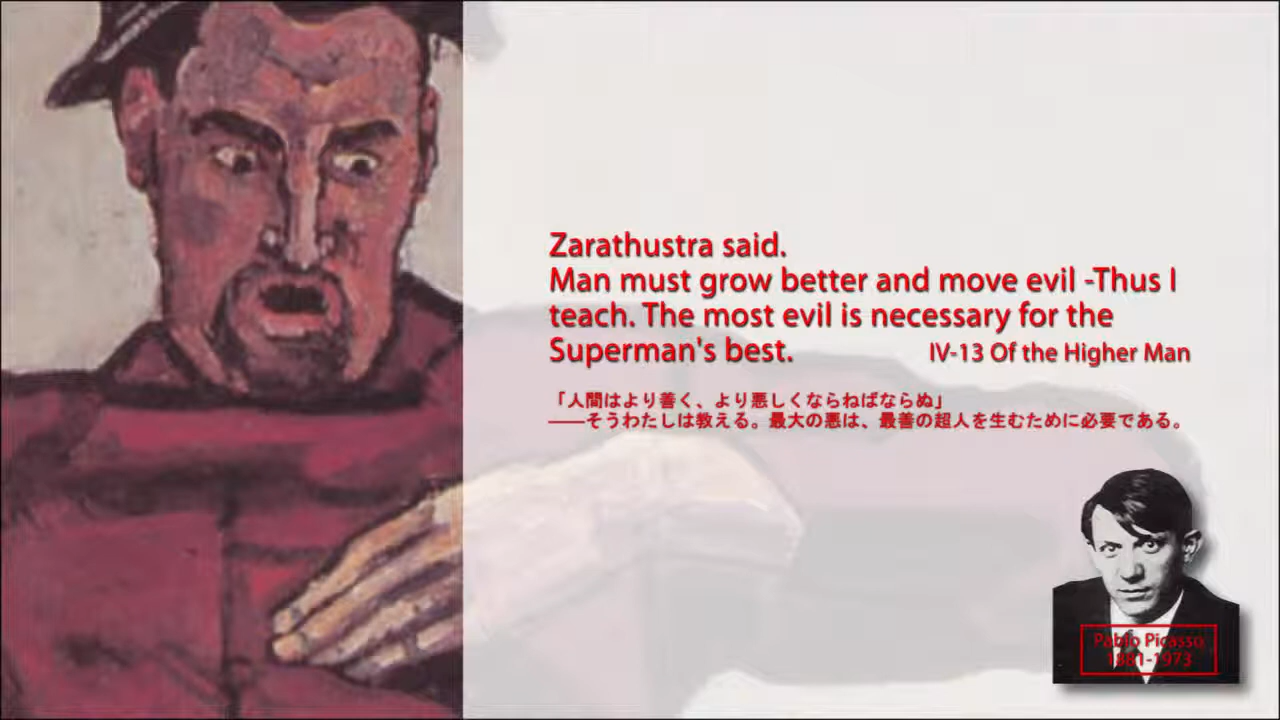 Zarathustra said.
Man must grow better and move evil -Thus I
teach. The most evil is necessary for the
Superman's best.
IV-13 Of the Higher Man
「人間はより善く、より悪しくならねばならぬ」
――そうわたしは教える。最大の悪は、最善の超人を生むために必要である。
Pablo Picasso
1881-1973